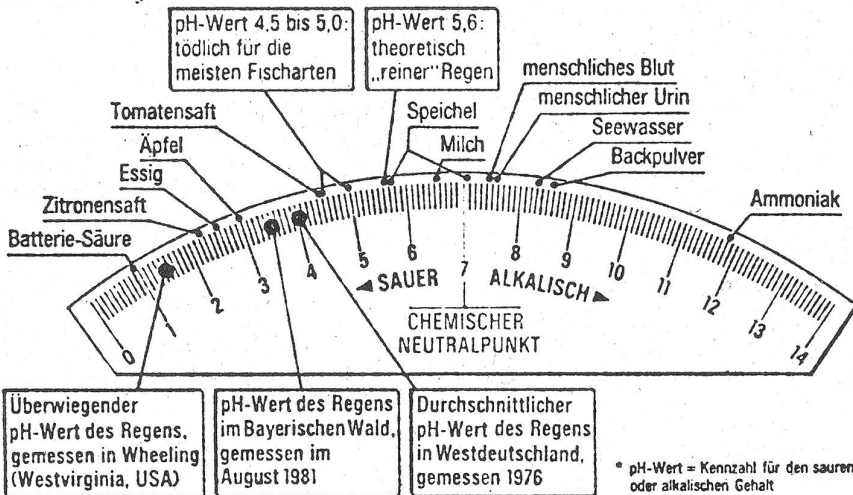 pH-Wert 4,5 bis 5,0:
tödlich für die
meisten Fischarten
pH-Wert 5,6:
theoretisch
„reiner" Regen
menschliches Blut
menschlicher Urin
Seewasser
Backpulver
Ammoniak
Speichel
Milch
Tomatensaft
Äpfel
Essig
Zitronensaft
Batterie-Säure
0 1 2 3 4 5 6 7 8 9 10 11 12 13 14
◄SAUER ALKALISCH►
CHEMISCHER
NEUTRALPUNKT
Überwiegender
pH-Wert des Regens,
gemessen in Wheeling
(Westvirginia, USA)
pH-Wert des Regens
im Bayerischen Wald,
gemessen im
August 1981
Durchschnittlicher
pH-Wert des Regens
in Westdeutschland,
gemessen 1976
* pH-Wert = Kennzahl für den sauren
oder alkalischen Gehalt